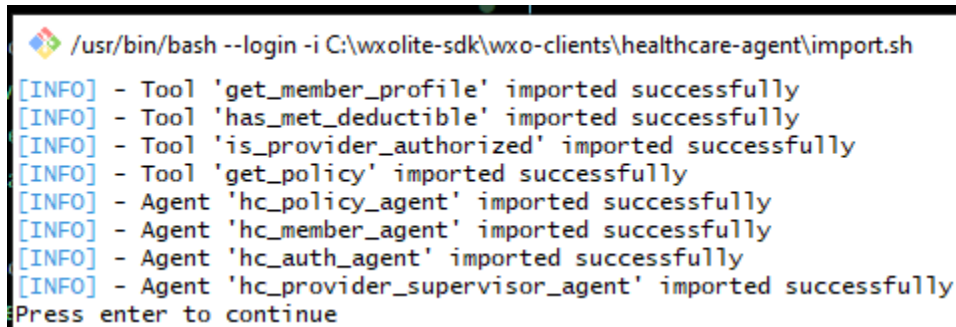 /usr/bin/bash --login -i C:\wxolite-sdk\wxo-clients\healthcare-agent\import.sh
[INFO] - Tool 'get_member_profile' imported successfully
[INFO] - Tool 'has_met_deductible' imported successfully
[INFO] - Tool 'is_provider_authorized' imported successfully
[INFO] - Tool 'get_policy' imported successfully
[INFO] - Agent 'hc_policy_agent' imported successfully
[INFO] - Agent 'hc_member_agent' imported successfully
[INFO] - Agent 'hc_auth_agent' imported successfully
[INFO] - Agent 'hc_provider_supervisor_agent' imported successfully
Press enter to continue